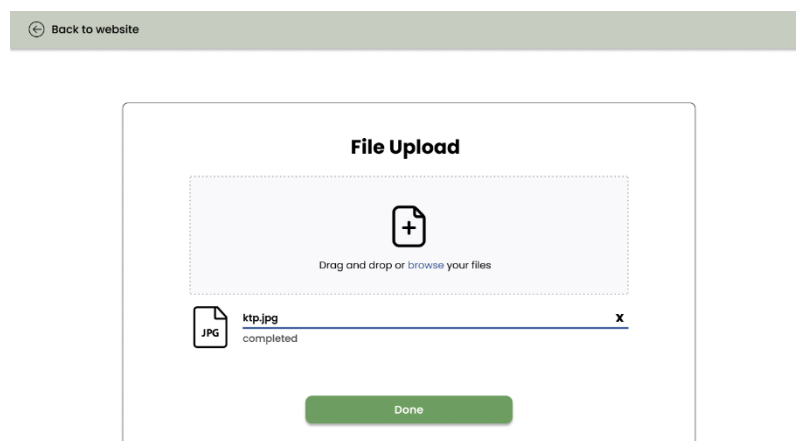 Back to website
File Upload
+
Drag and drop or browse your files
JPG
ktp.jpg X
completed
Done